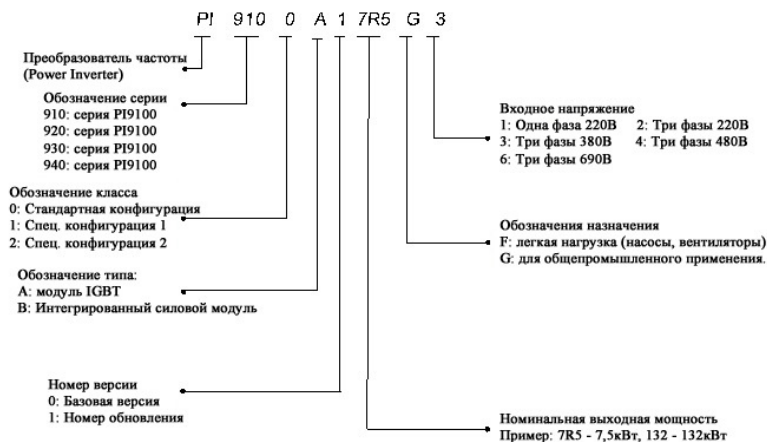 PI 910 0 A 1 7R5 G 3
Преобразователь частоты
(Power Inverter)
Обозначение серии
910: серия PI9100
920: серия PI9100
930: серия PI9100
940: серия PI9100
Обозначение класса
0: Стандартная конфигурация
1: Спец. конфигурация 1
2: Спец. конфигурация 2
Обозначение типа:
А: модуль IGBT
В: Интегрированный силовой модуль
Номер версии
0: Базовая версия
1: Номер обновления
Входное напряжение
1: Одна фаза 220В 2: Три фазы 220В
3: Три фазы 380В 4: Три фазы 480В
6: Три фазы 690В
Обозначения назначения
F: легкая нагрузка (насосы, вентиляторы)
G: для общепромышленного применения.
Номинальная выходная мощность
Пример: 7R5 - 7,5кВт, 132 - 132кВт